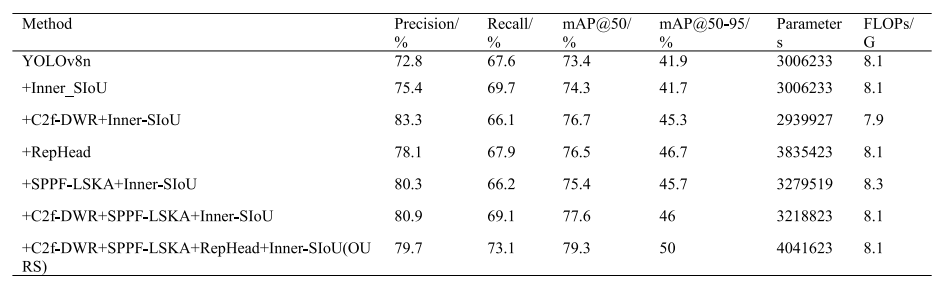 Method Precision/ Recall/ mAP@50/ mAP@50-95/ Parameter FLOPs/
% % % % s G
YOLOv8n 72.8 67.6 73.4 41.9 3006233 8.1
+Inner_SIoU 75.4 69.7 74.3 41.7 3006233 8.1
+C2f-DWR+Inner-SIoU 83.3 66.1 76.7 45.3 2939927 7.9
+RepHead 78.1 67.9 76.5 46.7 3835423 8.1
+SPPF-LSKA+Inner-SIoU 80.3 66.2 75.4 45.7 3279519 8.3
+C2f-DWR+SPPF-LSKA+Inner-SIoU 80.9 69.1 77.6 46 3218823 8.1
+C2f-DWR+SPPF-LSKA+RepHead+Inner-SIoU(OU 79.7 73.1 79.3 50 4041623 8.1
RS)